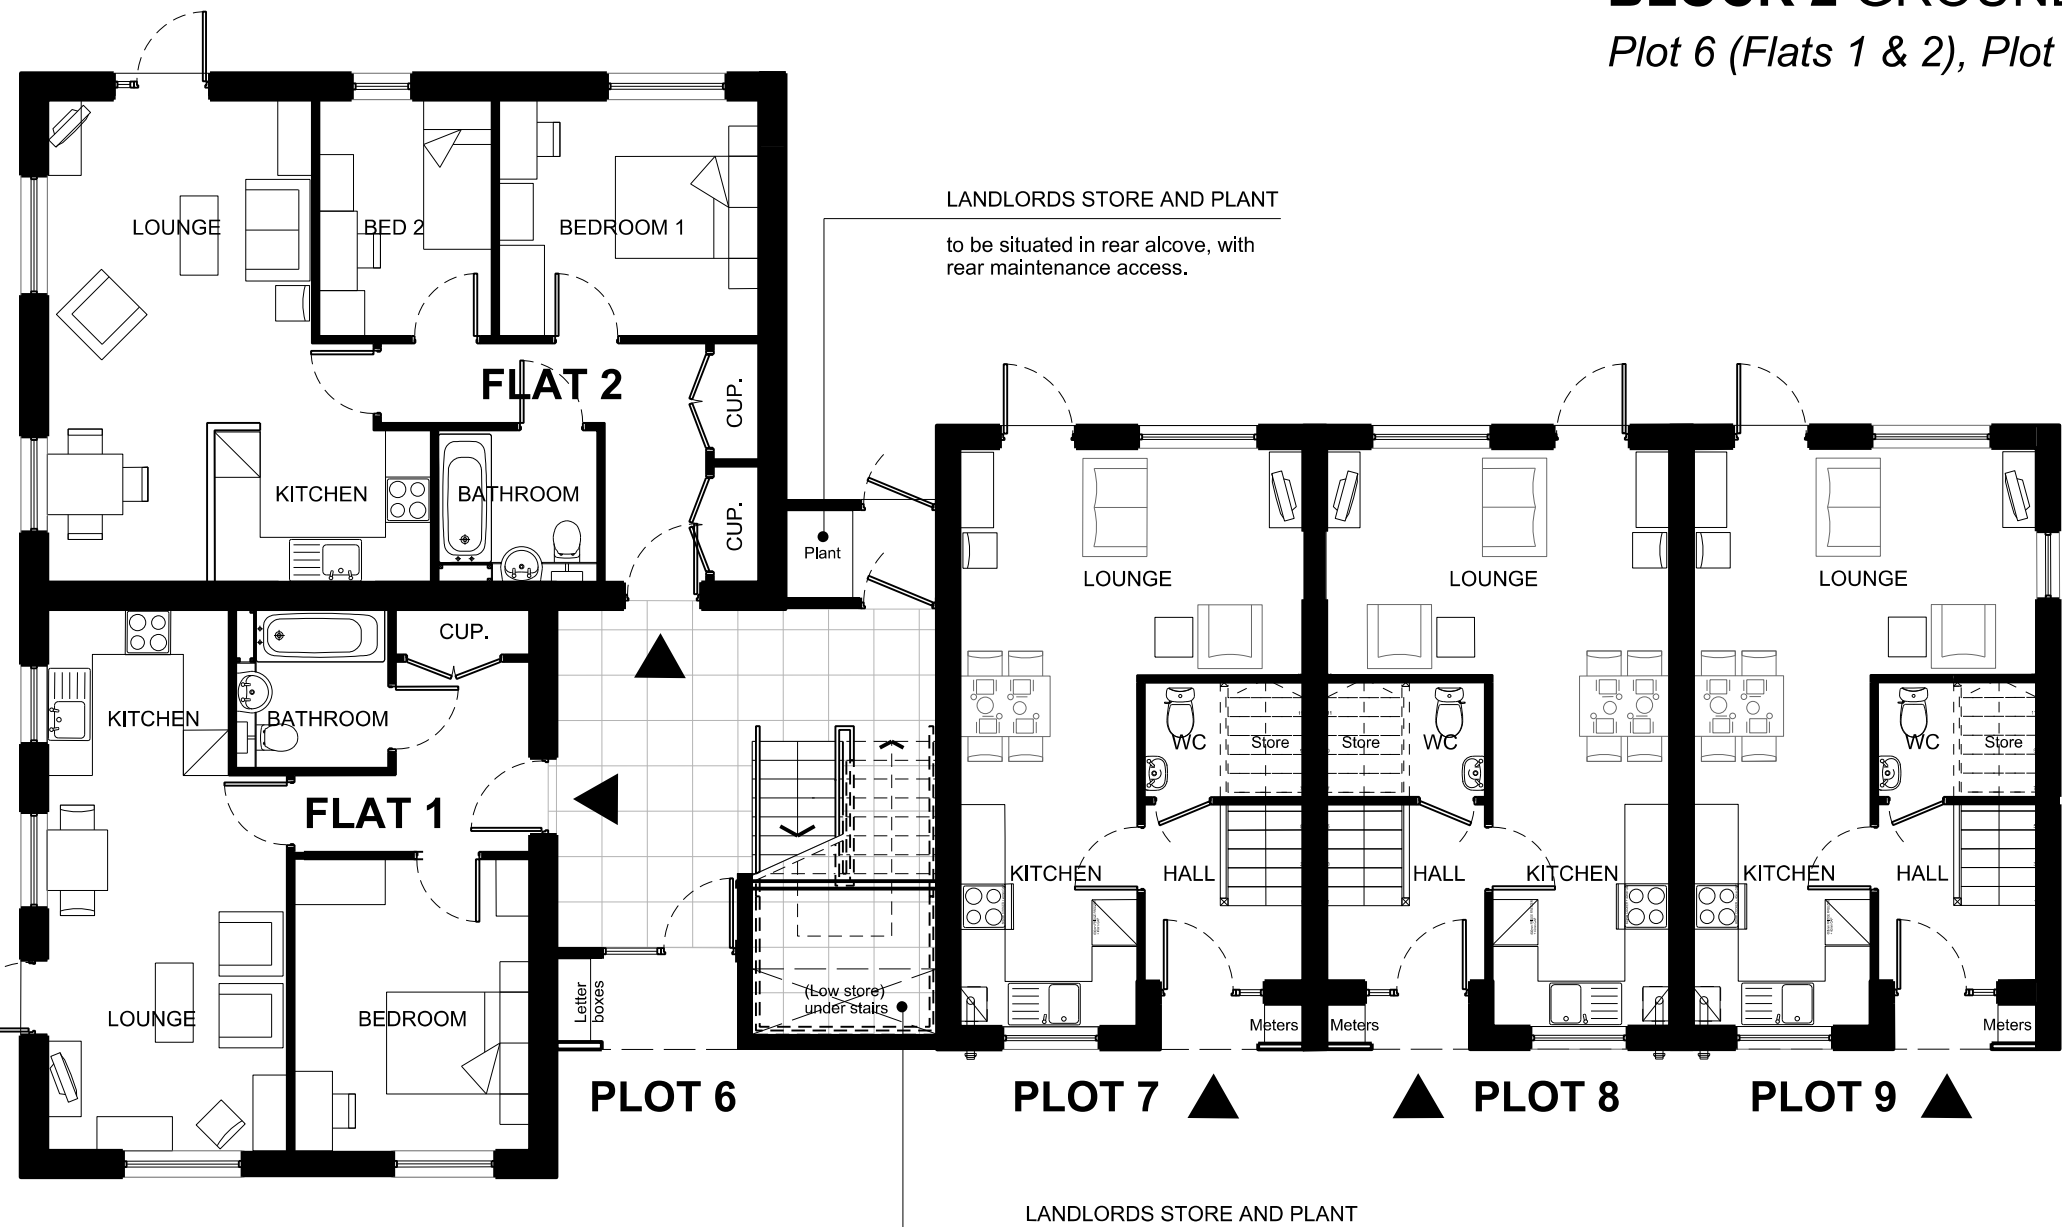 BLOCK 2 GROUND
Plot 6 (Flats 1 & 2), Plot
LANDLORDS STORE AND PLANT
to be situated in rear alcove, with
rear maintenance access.
LOUNGE
BED 2
BEDROOM 1
FLAT 2
CUP.
KITCHEN
BATHROOM
CUP.
Plant
LOUNGE
LOUNGE
LOUNGE
CUP.
KITCHEN
BATHROOM
WC
Store
Store
WC
WC
Store
FLAT 1
KITCHEN
HALL
HALL
KITCHEN
KITCHEN
HALL
LOUNGE
BEDROOM
Letter
boxes
(Low store)
under stairs
Meters
Meters
Meters
PLOT 6
PLOT 7
PLOT 8
PLOT 9
LANDLORDS STORE AND PLANT